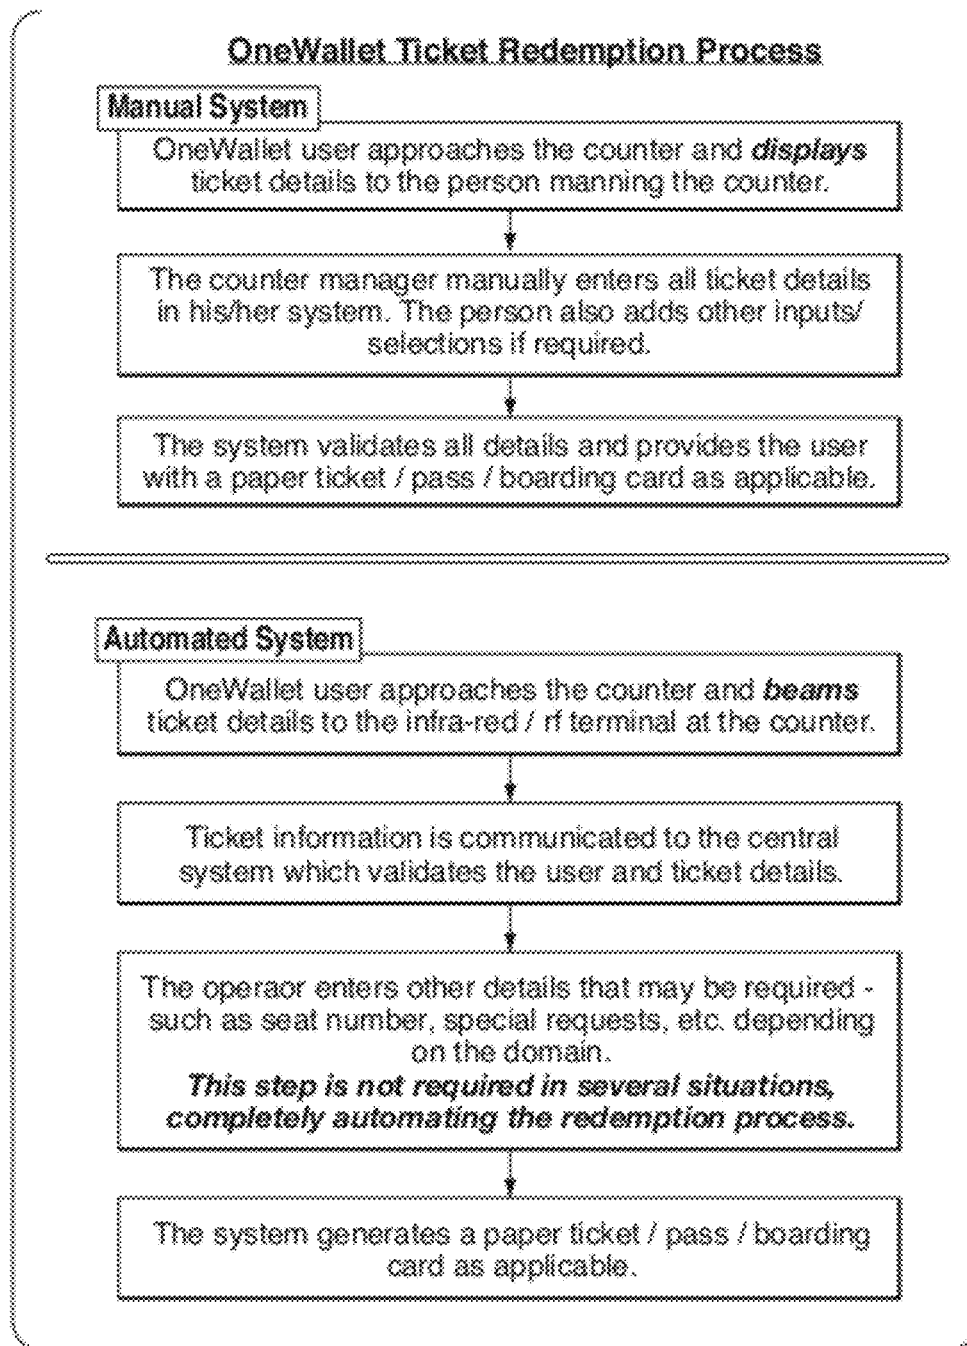 OneWallet Ticket Redemption Process
Manual System
OneWallet user approaches the counter and displays
ticket details to the person manning the counter.
The counter manager manually enters all ticket details
in his/her system. The person also adds other inputs/
selections if required.
The system validates all details and provides the user
with a paper ticket / pass / boarding card as applicable.
Automated System
OneWallet user approaches the counter and beams
ticket details to the infra-red / rf terminal at the counter.
Ticket information is communicated to the central
system which validates the user and ticket details.
The operaor enters other details that may be required -
such as seat number, special requests, etc. depending
on the domain.
This step is not required in several situations,
completely automating the redemption process.
The system generates a paper ticket / pass / boarding
card as applicable.